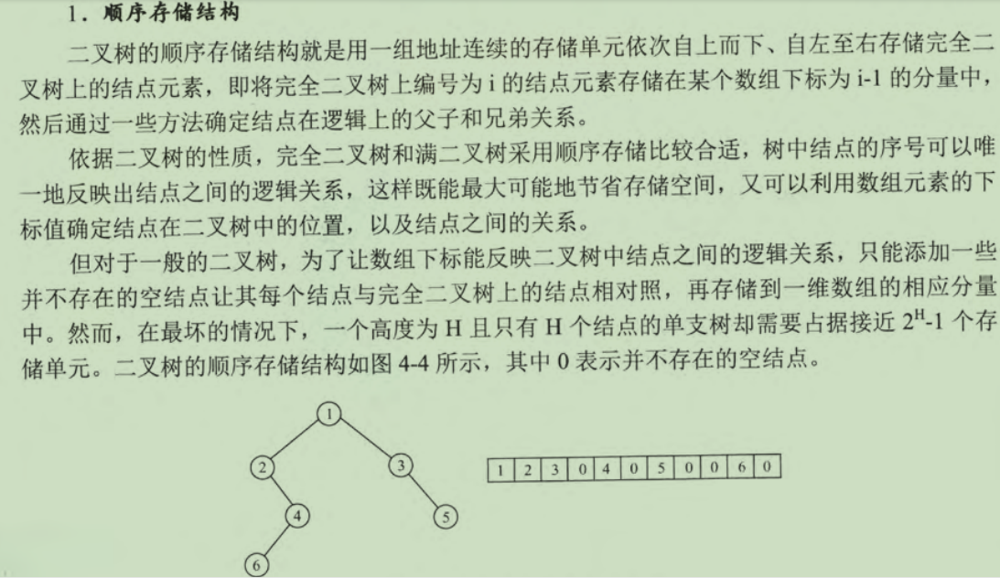 1．顺序存储结构
二叉树的顺序存储结构就是用一组地址连续的存储单元依次自上而下、自左至右存储完全二
叉树上的结点元素，即将完全二叉树上编号为 i 的结点元素存储在某个数组下标为 i-1 的分量中，
然后通过一些方法确定结点在逻辑上的父子和兄弟关系。
依据二叉树的性质，完全二叉树和满二叉树采用顺序存储比较合适，树中结点的序号可以唯
一地反映出结点之间的逻辑关系，这样既能最大可能地节省存储空间，又可以利用数组元素的下
标值确定结点在二叉树中的位置，以及结点之间的关系。
但对于一般的二叉树，为了让数组下标能反映二叉树中结点之间的逻辑关系，只能添加一些
并不存在的空结点让其每个结点与完全二叉树上的结点相对照，再存储到一维数组的相应分量
中。然而，在最坏的情况下，一个高度为 H 且只有 H 个结点的单支树却需要占据接近 2ᴴ-1 个存
储单元。二叉树的顺序存储结构如图 4-4 所示，其中 0 表示并不存在的空结点。
1
2 3
4 5
6
1 2 3 0 4 0 5 0 0 6 0